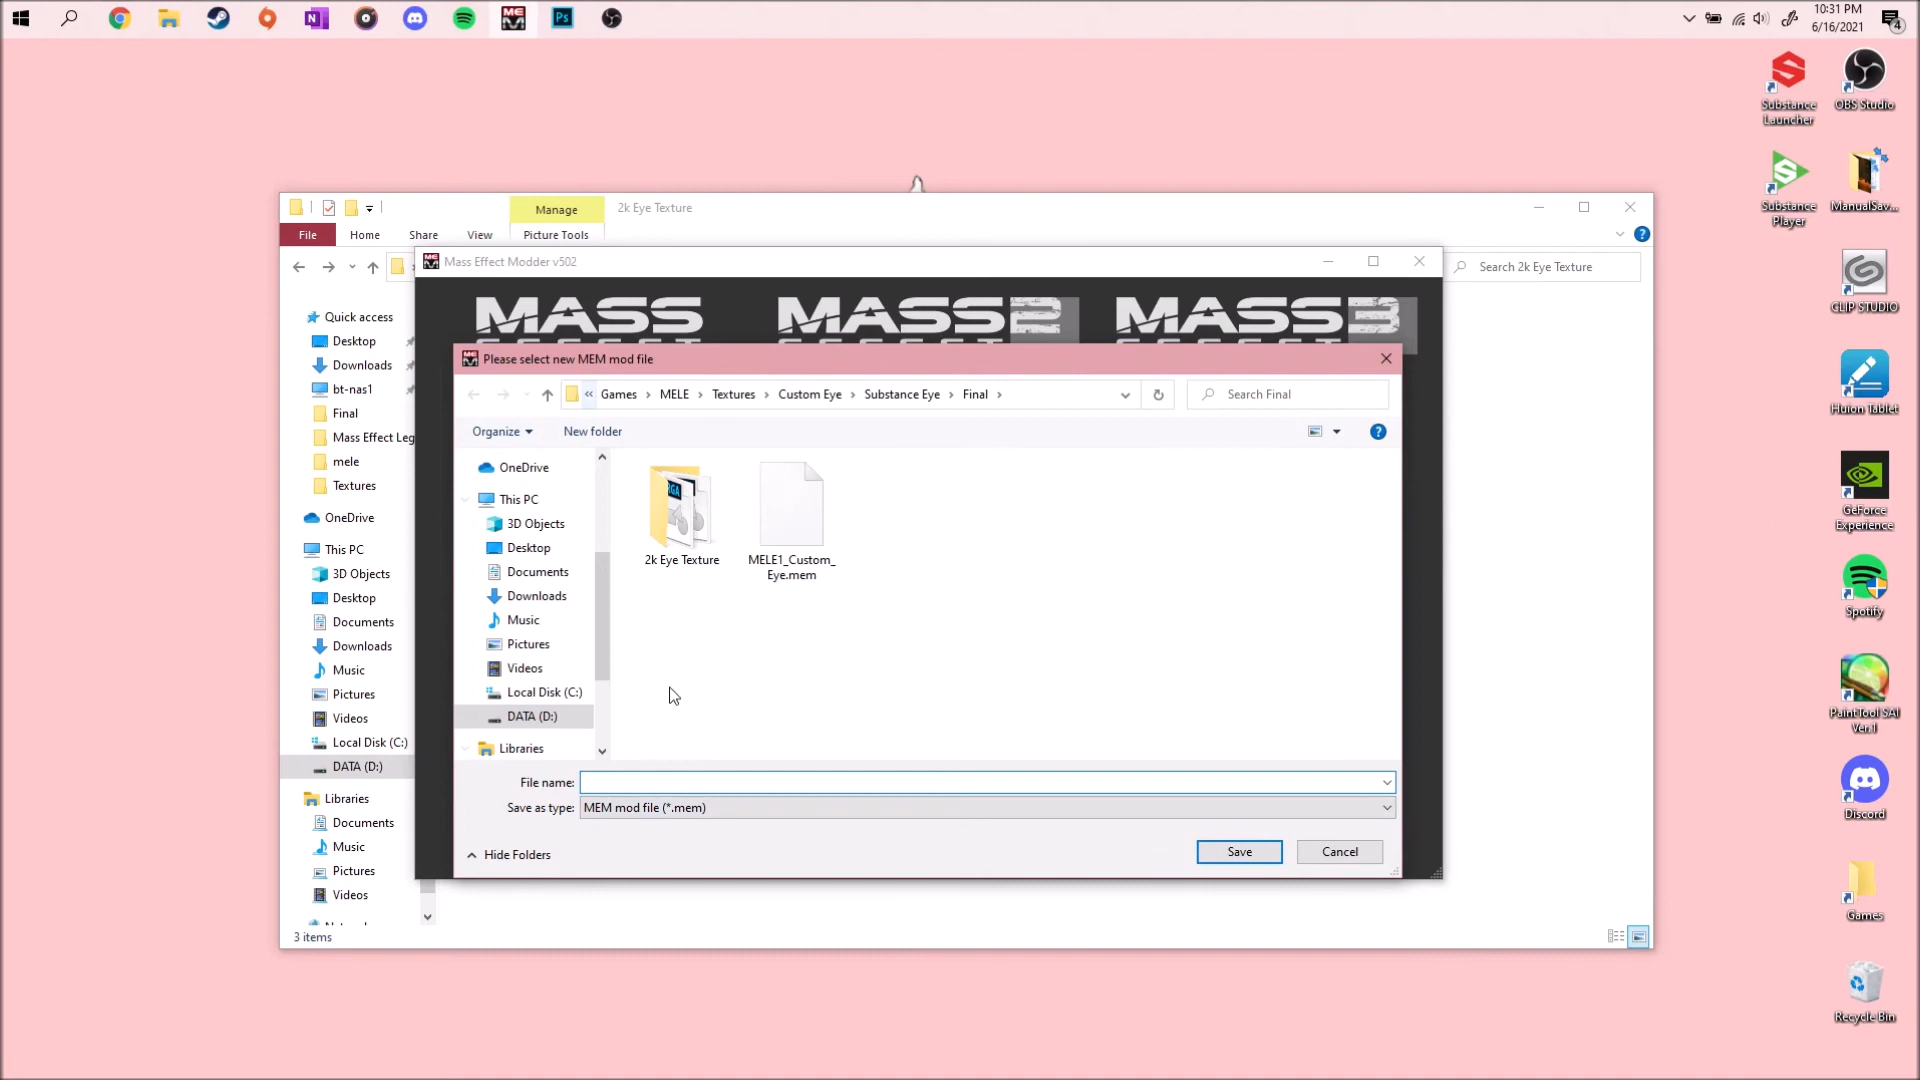 10:31 PM
6/16/2021
4
Substance Launcher
OBS Studio
Substance Player
ManualSav...
CLIP STUDIO
Huion Tablet
GeForce Experience
Spotify
PaintTool SAI Ver.1
Discord
Games
Recycle Bin
Manage
2k Eye Texture
File
Home
Share
View
Picture Tools
Search 2k Eye Texture
Quick access
Desktop
Downloads
bt-nas1
Final
Mass Effect Leg
mele
Textures
OneDrive
This PC
3D Objects
Desktop
Documents
Downloads
Music
Pictures
Videos
Local Disk (C:)
DATA (D:)
Libraries
Documents
Music
Pictures
Videos
3 items
Mass Effect Modder v502
MASS
MASS 2
MASS 3
Please select new MEM mod file
« Games › MELE › Textures › Custom Eye › Substance Eye › Final ›
Search Final
Organize
New folder
OneDrive
This PC
3D Objects
Desktop
Documents
Downloads
Music
Pictures
Videos
Local Disk (C:)
DATA (D:)
Libraries
2k Eye Texture
MELE1_Custom_
Eye.mem
File name:
Save as type: MEM mod file (*.mem)
Hide Folders
Save
Cancel